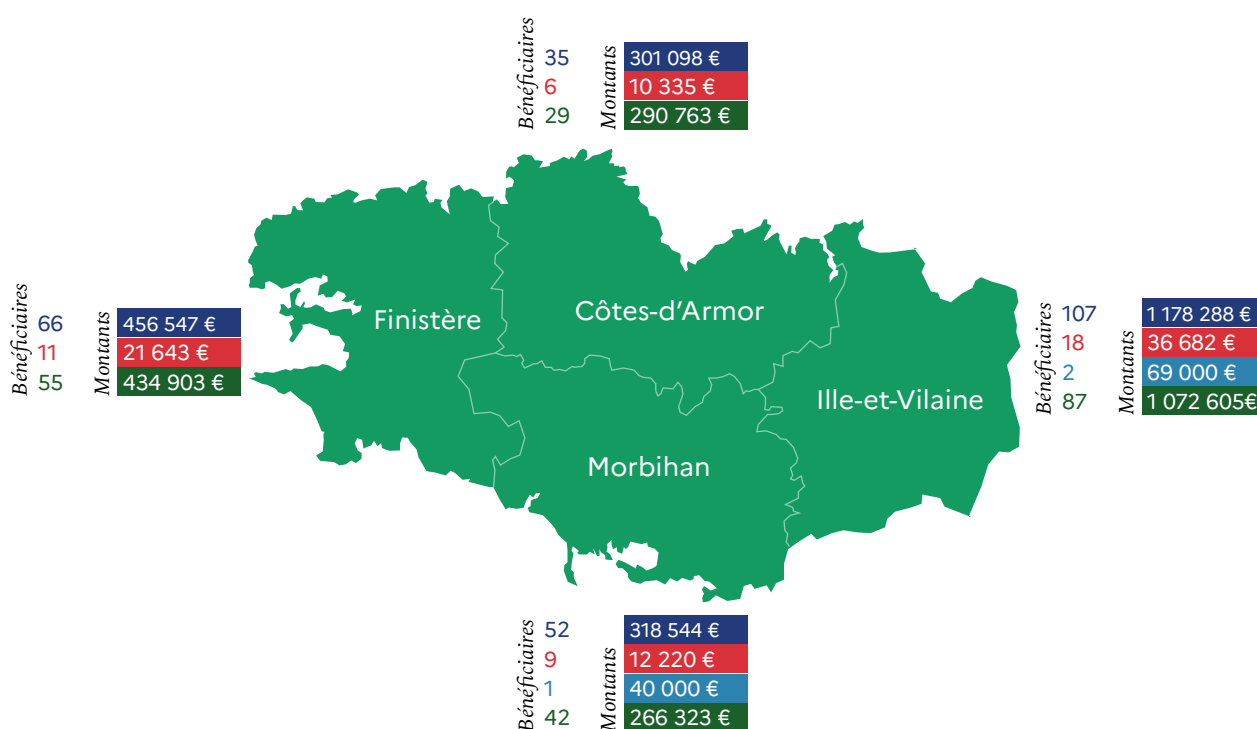 Bénéficiaires
35
6
29
Montants
301 098 €
10 335 €
290 763 €
Finistère
Côtes-d'Armor
Ille-et-Vilaine
Morbihan
Bénéficiaires
66
11
55
Montants
456 547 €
21 643 €
434 903 €
Bénéficiaires
107
18
2
87
Montants
1 178 288 €
36 682 €
69 000 €
1 072 605€
Bénéficiaires
52
9
1
42
Montants
318 544 €
12 220 €
40 000 €
266 323 €